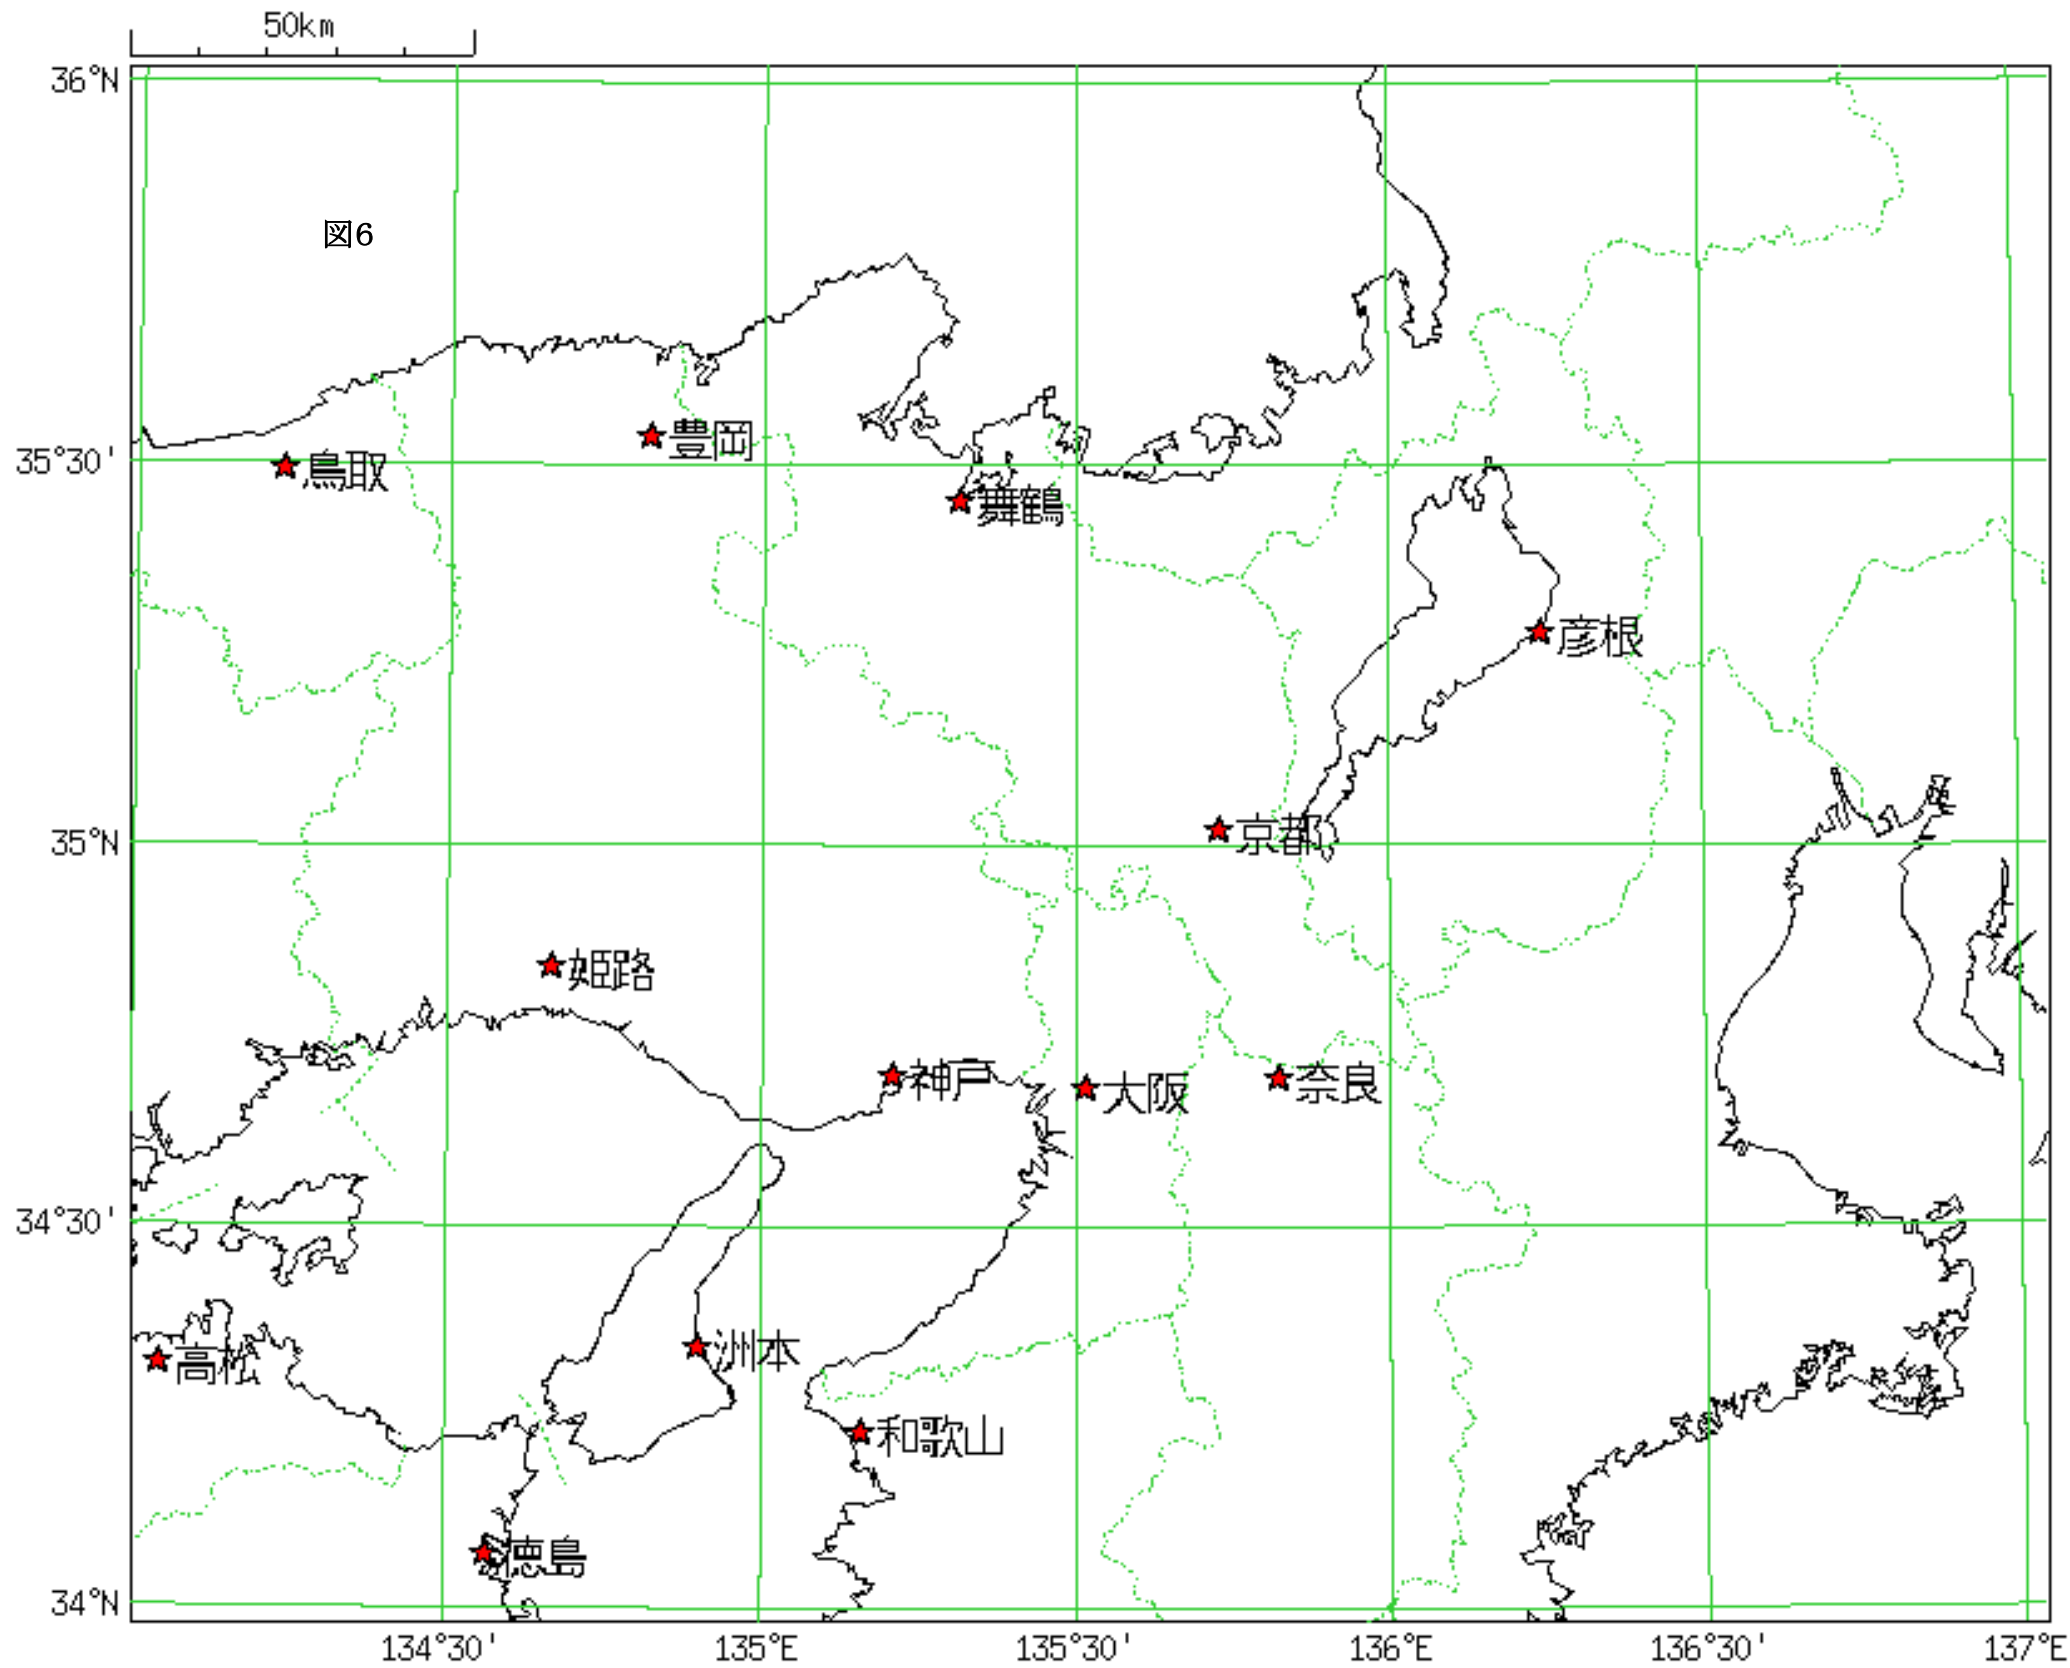 50km
36°N
図6
豊岡
35°30'
鳥取
舞鶴
彦根
京都
35°N
姫路
神戸
大阪
奈良
34°30'
洲本
高松
和歌山
徳島
34°N
134°30'
135°E
135°30'
136°E
136°30'
137°E